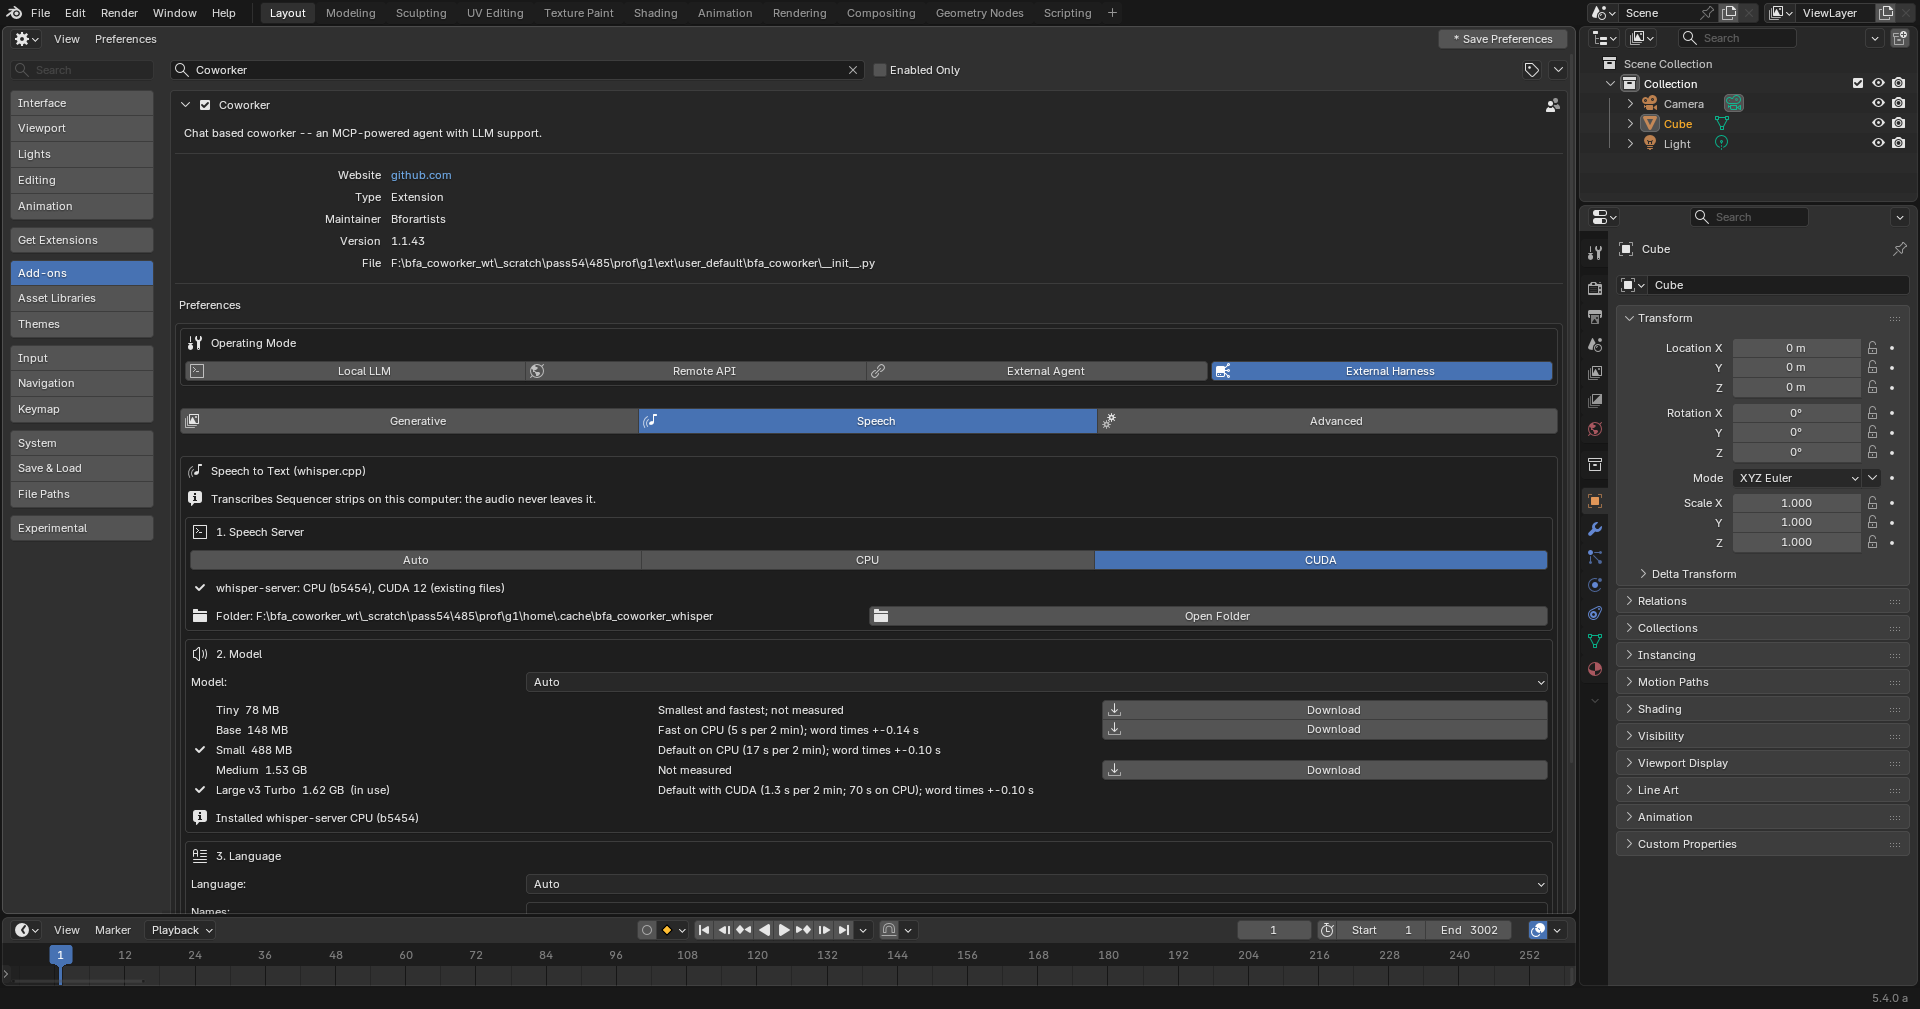 File Edit Render Window Help Layout Modeling Sculpting UV Editing Texture Paint Shading Animation Rendering Compositing Geometry Nodes Scripting Scene ViewLayer
View Preferences * Save Preferences
Search
Coworker Enabled Only
Interface
Viewport
Lights
Editing
Animation
Get Extensions
Add-ons
Asset Libraries
Themes
Input
Navigation
Keymap
System
Save & Load
File Paths
Experimental
Coworker
Chat based coworker -- an MCP-powered agent with LLM support.
Website github.com
Type Extension
Maintainer Bforartists
Version 1.1.43
File F:\bfa_coworker_wt\_scratch\pass54\485\prof\g1\ext\user_default\bfa_coworker\__init__.py
Preferences
Operating Mode
Local LLM Remote API External Agent External Harness
Generative Speech Advanced
Speech to Text (whisper.cpp)
Transcribes Sequencer strips on this computer: the audio never leaves it.
1. Speech Server
Auto CPU CUDA
whisper-server: CPU (b5454), CUDA 12 (existing files)
Folder: F:\bfa_coworker_wt\_scratch\pass54\485\prof\g1\home\.cache\bfa_coworker_whisper Open Folder
2. Model
Model: Auto
Tiny 78 MB Smallest and fastest; not measured Download
Base 148 MB Fast on CPU (5 s per 2 min); word times +-0.14 s Download
Small 488 MB Default on CPU (17 s per 2 min); word times +-0.10 s
Medium 1.53 GB Not measured Download
Large v3 Turbo 1.62 GB (in use) Default with CUDA (1.3 s per 2 min; 70 s on CPU); word times +-0.10 s
Installed whisper-server CPU (b5454)
3. Language
Language: Auto
Names:
View Marker Playback 1 Start 1 End 3002
1 12 24 36 48 60 72 84 96 108 120 132 144 156 168 180 192 204 216 228 240 252
Search
Scene Collection
Collection
Camera
Cube
Light
Search
Cube
Cube
Transform
Location X 0 m
Y 0 m
Z 0 m
Rotation X 0°
Y 0°
Z 0°
Mode XYZ Euler
Scale X 1.000
Y 1.000
Z 1.000
Delta Transform
Relations
Collections
Instancing
Motion Paths
Shading
Visibility
Viewport Display
Line Art
Animation
Custom Properties
5.4.0 a